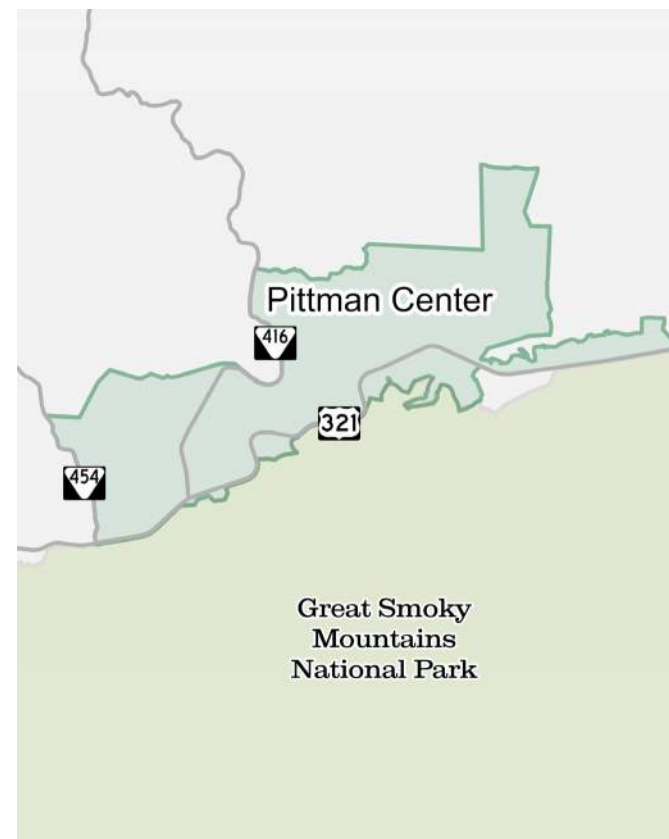 Pittman Center
416
321
454
Great Smoky
Mountains
National Park